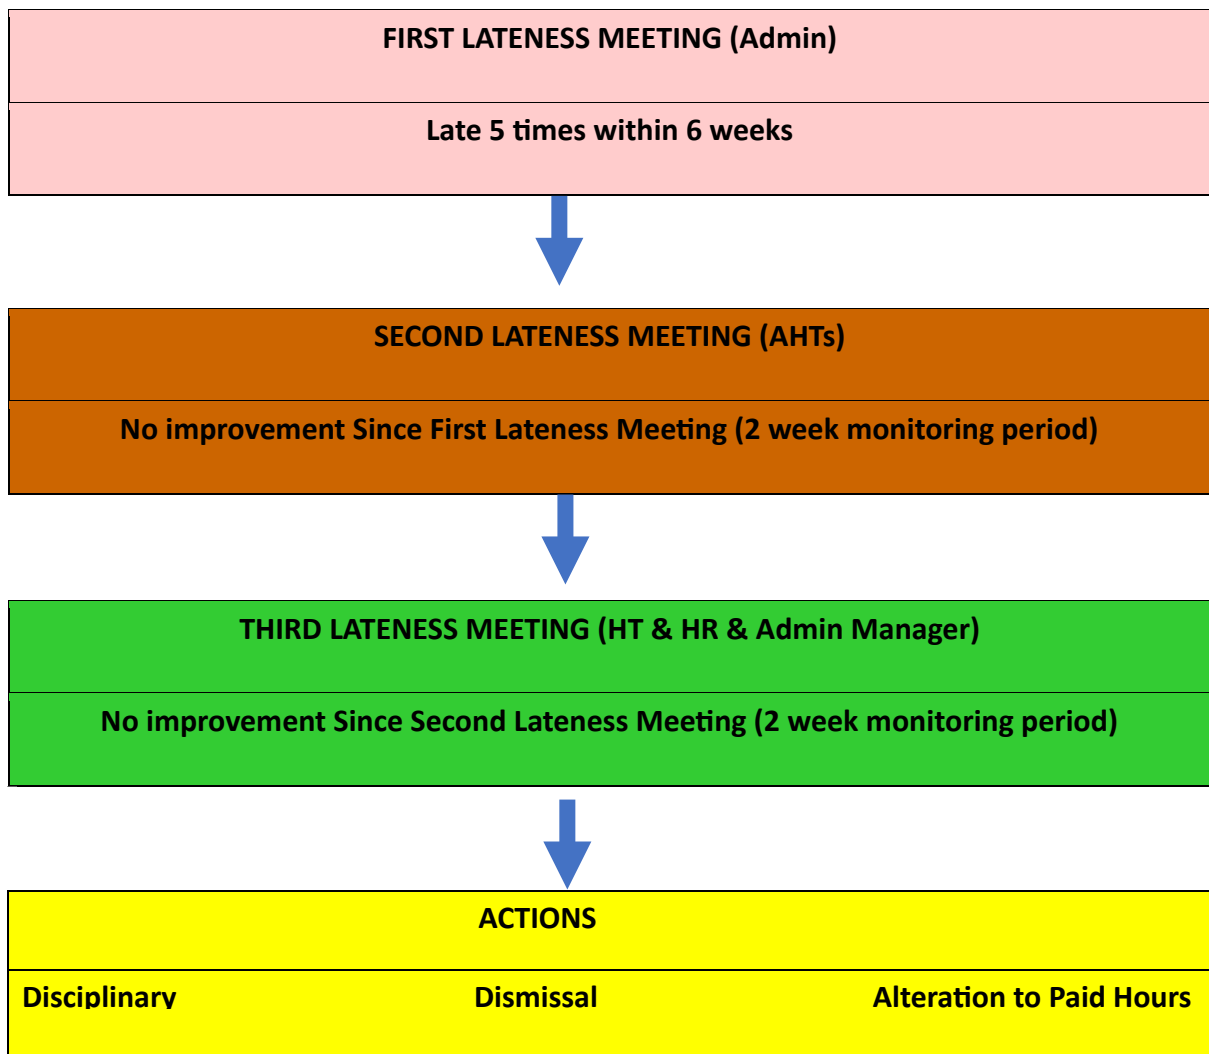 FIRST LATENESS MEETING (Admin)
Late 5 times within 6 weeks
SECOND LATENESS MEETING (AHTs)
No improvement Since First Lateness Meeting (2 week monitoring period)
THIRD LATENESS MEETING (HT & HR & Admin Manager)
No improvement Since Second Lateness Meeting (2 week monitoring period)
ACTIONS
Disciplinary Dismissal Alteration to Paid Hours